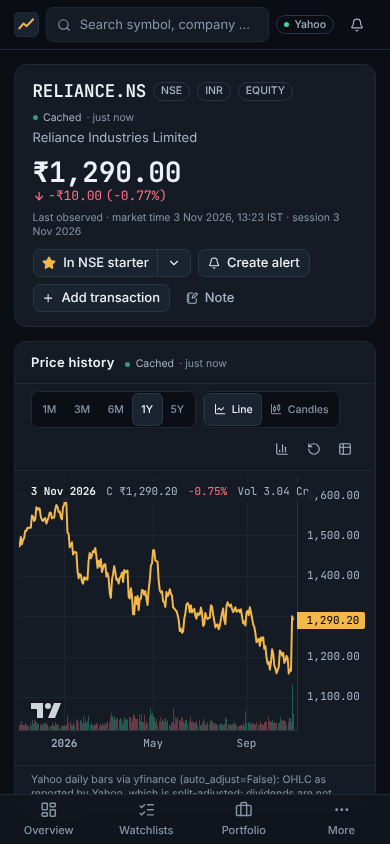 Search symbol, company ...
Yahoo
RELIANCE.NS NSE INR EQUITY
Cached · just now
Reliance Industries Limited
₹1,290.00
↓ -₹10.00 (-0.77%)
Last observed · market time 3 Nov 2026, 13:23 IST · session 3
Nov 2026
In NSE starter
Create alert
+ Add transaction
Note
Price history Cached · just now
1M 3M 6M 1Y 5Y Line Candles
3 Nov 2026 C ₹1,290.20 -0.75% Vol 3.04 Cr
,600.00
1,500.00
1,400.00
1,290.20
1,200.00
1,100.00
2026 May Sep
Yahoo daily bars via yfinance (auto_adjust=False): OHLC as
reported by Yahoo, which is split-adjusted; dividends are not
Overview Watchlists Portfolio More